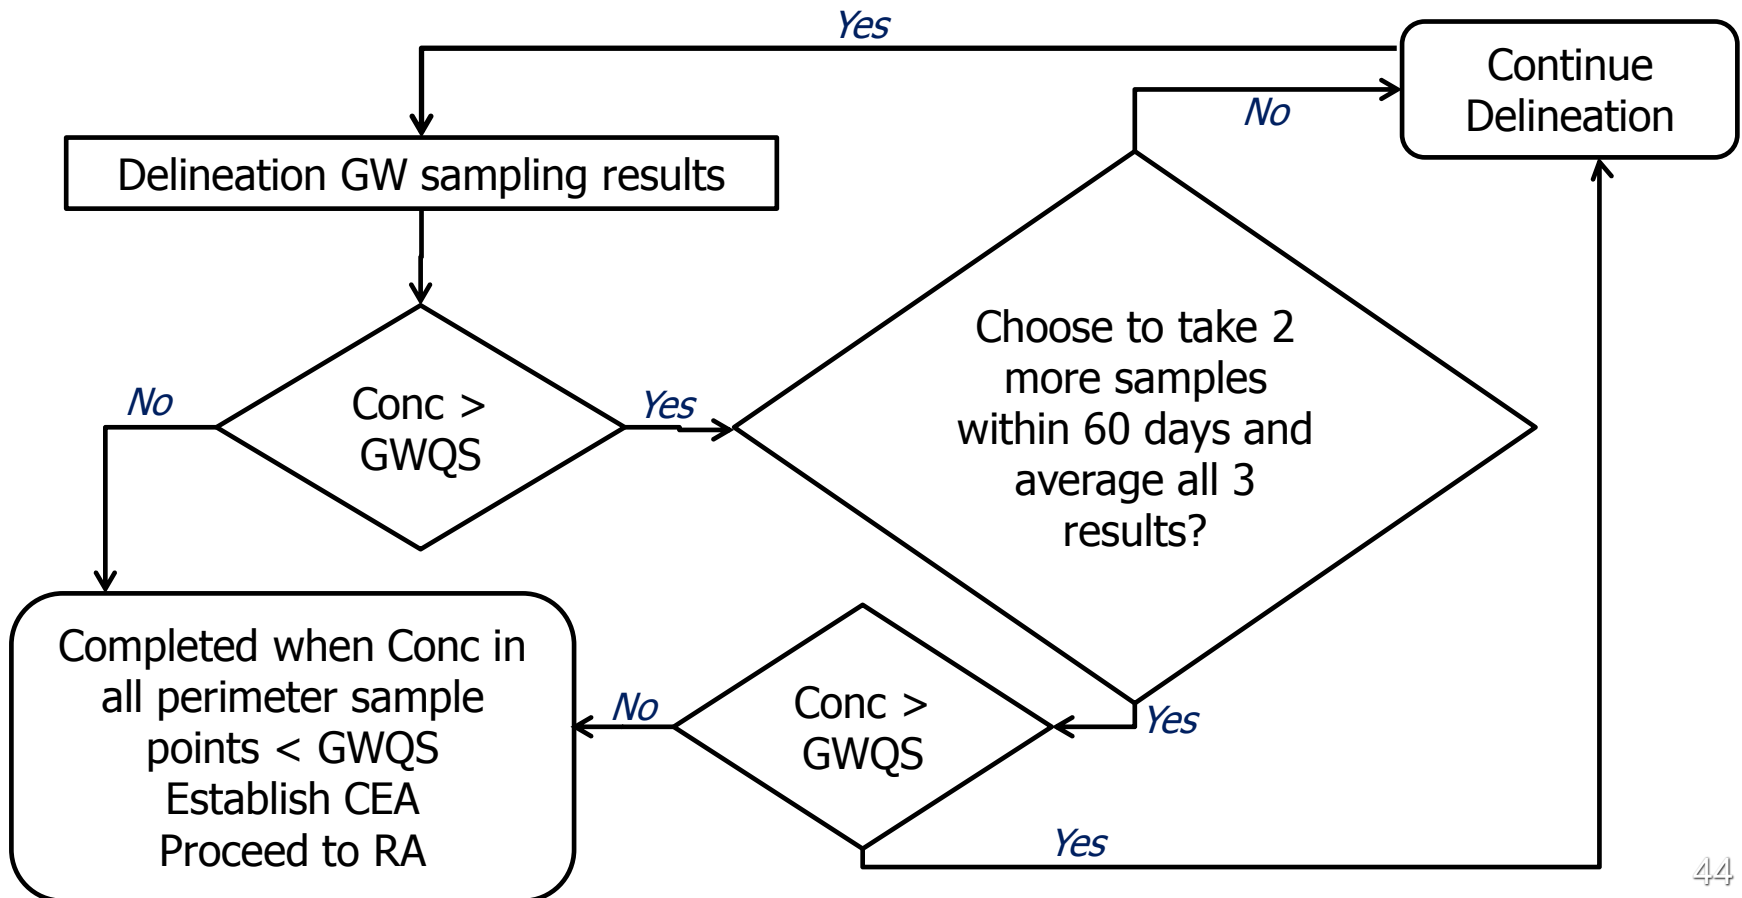 Yes
Continue
Delineation
No
Delineation GW sampling results
Choose to take 2
more samples
within 60 days and
average all 3
results?
No
Conc >
GWQS
Yes
Completed when Conc in
all perimeter sample
points < GWQS
Establish CEA
Proceed to RA
No
Conc >
GWQS
Yes
Yes
44